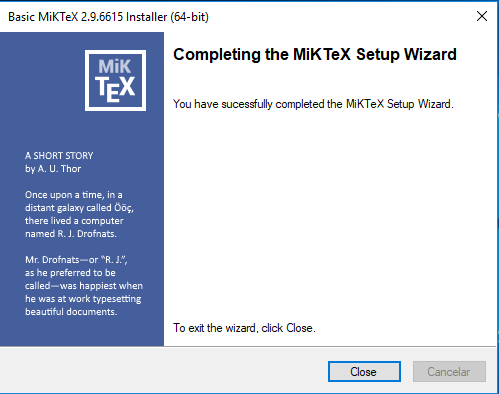 Basic MiKTeX 2.9.6615 Installer (64-bit)
MiK
TEX
Completing the MiKTeX Setup Wizard
You have sucessfully completed the MiKTeX Setup Wizard.
A SHORT STORY
by A. U. Thor
Once upon a time, in a
distant galaxy called Ööç,
there lived a computer
named R. J. Drofnats.
Mr. Drofnats—or “R. J.”,
as he preferred to be
called—was happiest when
he was at work typesetting
beautiful documents.
To exit the wizard, click Close.
Close
Cancelar